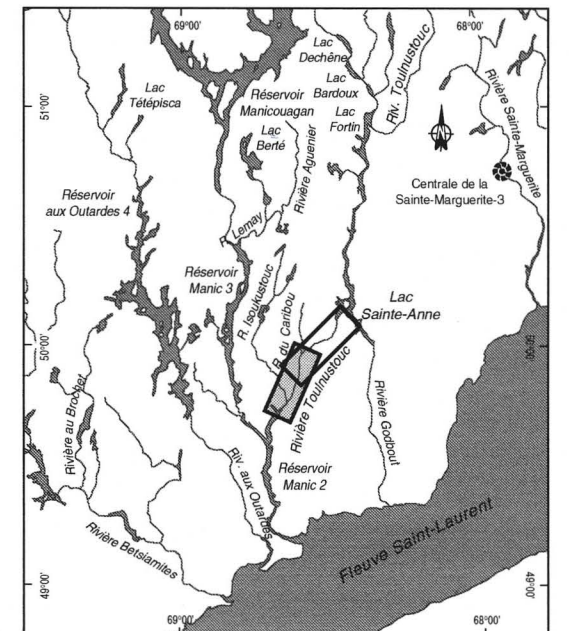 69°00'
68°00'
Lac
Dechêne
Riv. Toulnustouc
Lac
Tétépisca
Lac
Bardoux
Rivière Sainte-Marguerite
51°00'
Réservoir
Manicouagan
Lac
Fortin
Lac
Berté
Rivière Aguenier
Centrale de la
Sainte-Marguerite-3
Réservoir
aux Outardes 4
R. Lemay
Réservoir
Manic 3
R. Isoukustouc
R. du Caribou
Lac
Sainte-Anne
50°00'
50°00'
Rivière Toulnustouc
Rivière au Brochet
Rivière Godbout
Riv. aux Outardes
Réservoir
Manic 2
Rivière Betsiamites
Fleuve Saint-Laurent
49°00'
49°00'
69°00'
68°00'